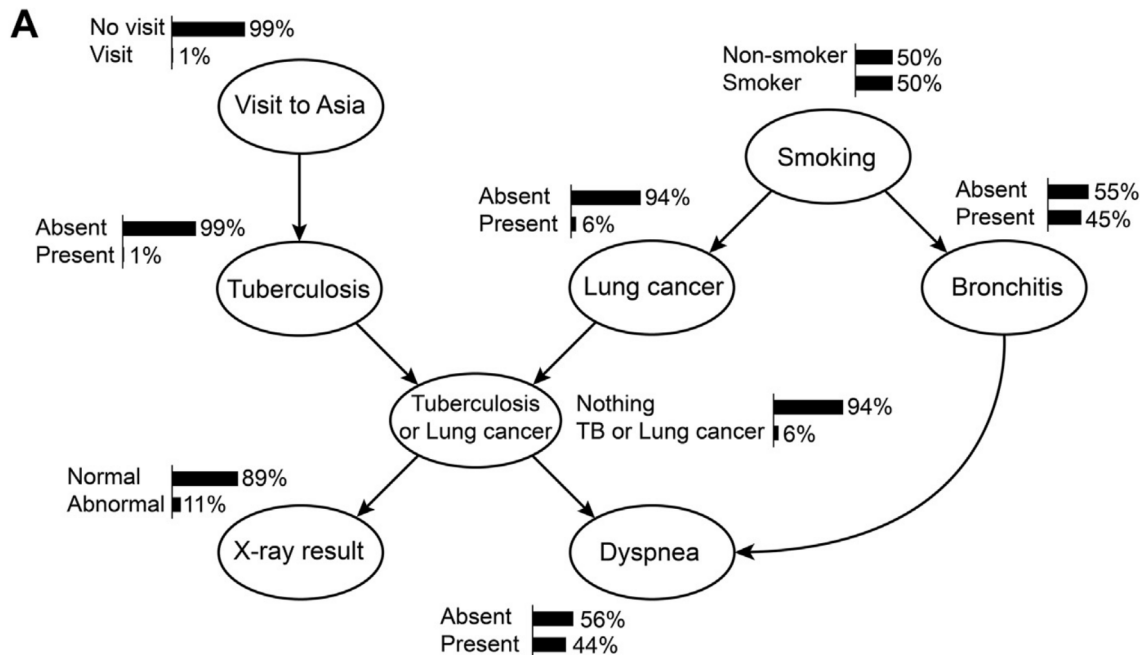 A
No visit 99%
Visit 1%
Visit to Asia
Non-smoker 50%
Smoker 50%
Smoking
Absent 99%
Present 1%
Tuberculosis
Absent 94%
Present 6%
Lung cancer
Absent 55%
Present 45%
Bronchitis
Tuberculosis
or Lung cancer
Nothing 94%
TB or Lung cancer 6%
Normal 89%
Abnormal 11%
X-ray result
Dyspnea
Absent 56%
Present 44%